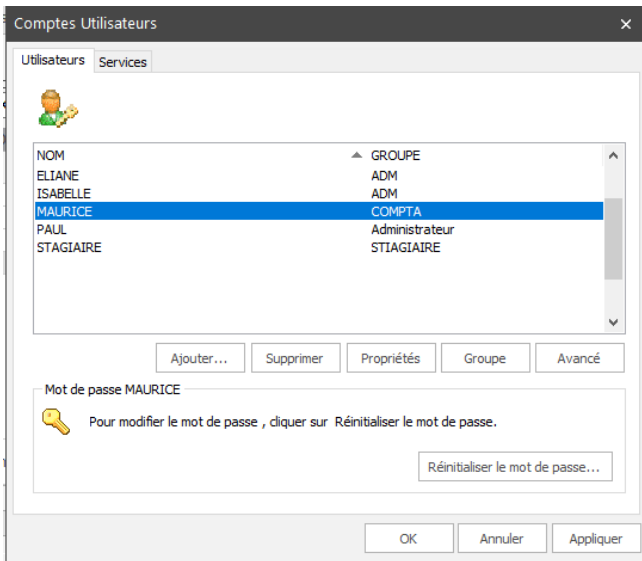 Comptes Utilisateurs
Utilisateurs Services
NOM GROUPE
ELIANE ADM
ISABELLE ADM
MAURICE COMPTA
PAUL Administrateur
STAGIAIRE STIAGIAIRE
Ajouter... Supprimer Propriétés Groupe Avancé
Mot de passe MAURICE
Pour modifier le mot de passe , cliquer sur Réinitialiser le mot de passe.
Réinitialiser le mot de passe...
OK Annuler Appliquer